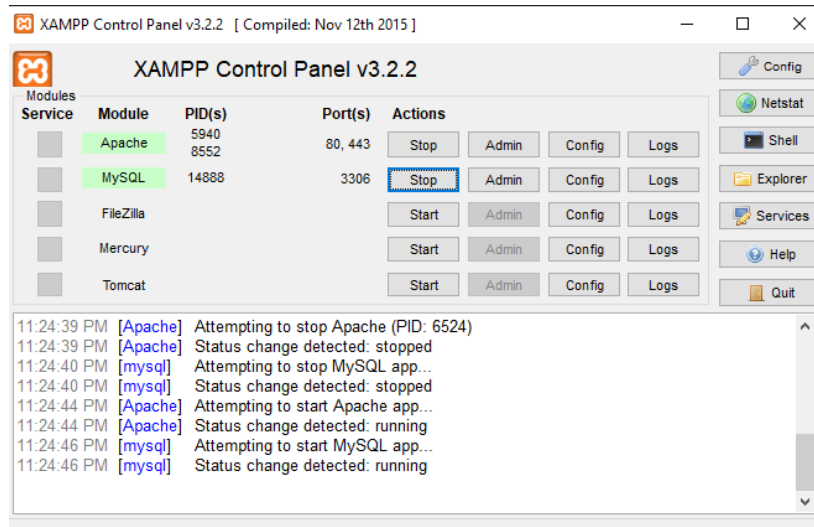 XAMPP Control Panel v3.2.2 [ Compiled: Nov 12th 2015 ]
XAMPP Control Panel v3.2.2
Config
Modules
Service Module PID(s) Port(s) Actions
Netstat
Apache 5940 8552 80, 443 Stop Admin Config Logs
Shell
MySQL 14888 3306 Stop Admin Config Logs
Explorer
FileZilla Start Admin Config Logs
Services
Mercury Start Admin Config Logs
Help
Tomcat Start Admin Config Logs
Quit
11:24:39 PM [Apache] Attempting to stop Apache (PID: 6524)
11:24:39 PM [Apache] Status change detected: stopped
11:24:40 PM [mysql] Attempting to stop MySQL app...
11:24:40 PM [mysql] Status change detected: stopped
11:24:44 PM [Apache] Attempting to start Apache app...
11:24:44 PM [Apache] Status change detected: running
11:24:46 PM [mysql] Attempting to start MySQL app...
11:24:46 PM [mysql] Status change detected: running